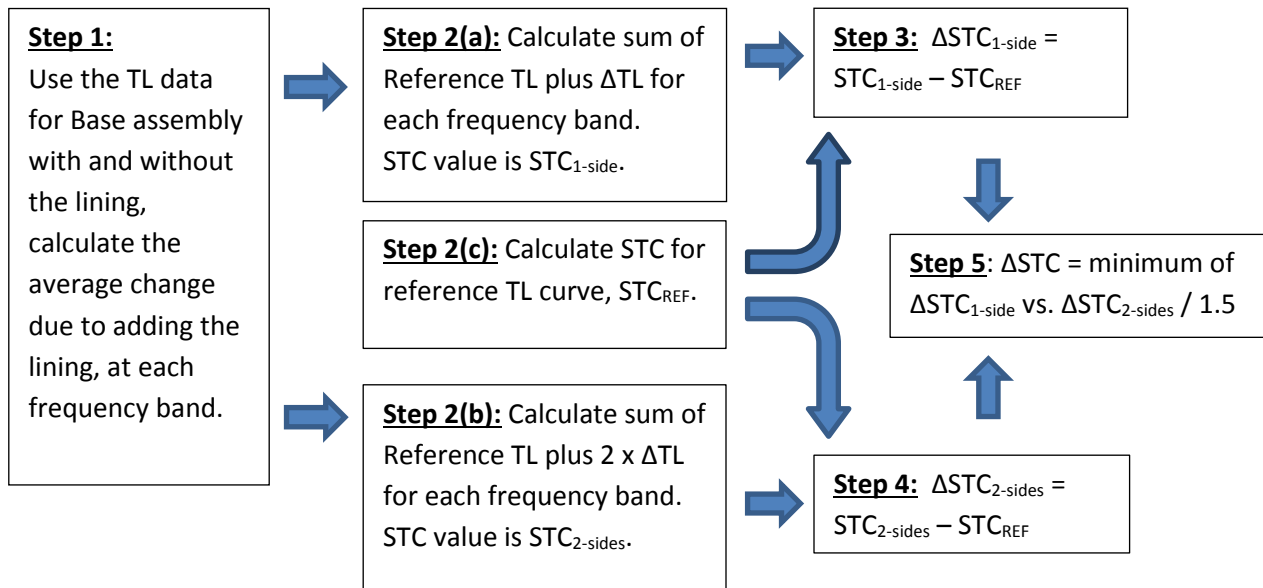 Step 1:
Use the TL data
for Base assembly
with and without
the lining,
calculate the
average change
due to adding the
lining, at each
frequency band.
Step 2(a): Calculate sum of
Reference TL plus ΔTL for
each frequency band.
STC value is STC1-side.
Step 2(c): Calculate STC for
reference TL curve, STCREF.
Step 2(b): Calculate sum of
Reference TL plus 2 x ΔTL
for each frequency band.
STC value is STC2-sides.
Step 3: ΔSTC1-side =
STC1-side – STCREF
Step 4: ΔSTC2-sides =
STC2-sides – STCREF
Step 5: ΔSTC = minimum of
ΔSTC1-side vs. ΔSTC2-sides / 1.5